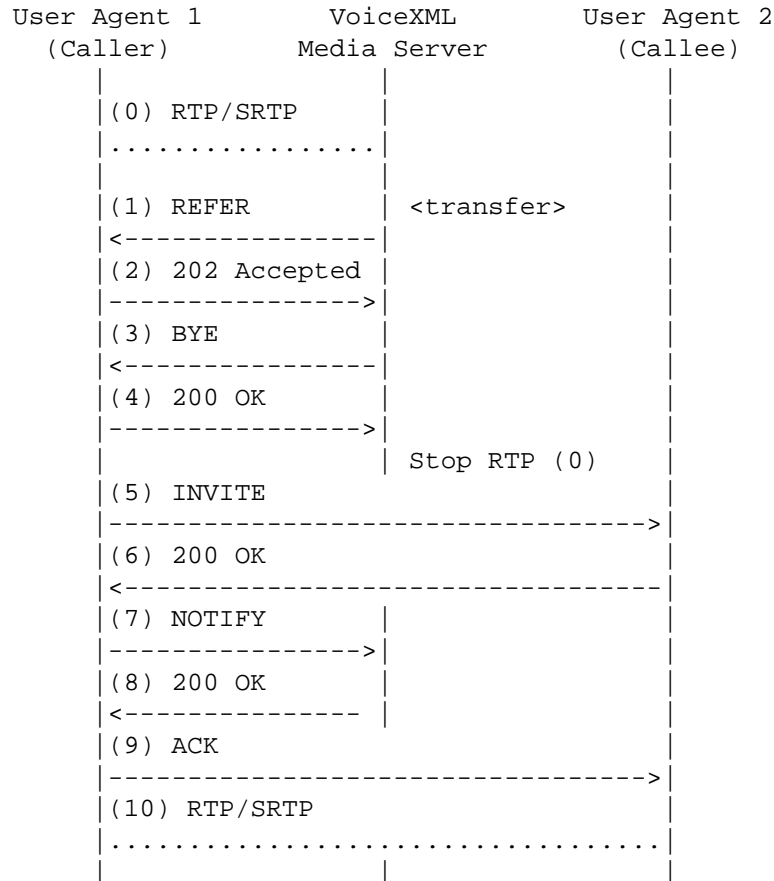 User Agent 1 VoiceXML User Agent 2
(Caller) Media Server (Callee)
(0) RTP/SRTP
(1) REFER <transfer>
(2) 202 Accepted
(3) BYE
(4) 200 OK
Stop RTP (0)
(5) INVITE
(6) 200 OK
(7) NOTIFY
(8) 200 OK
(9) ACK
(10) RTP/SRTP